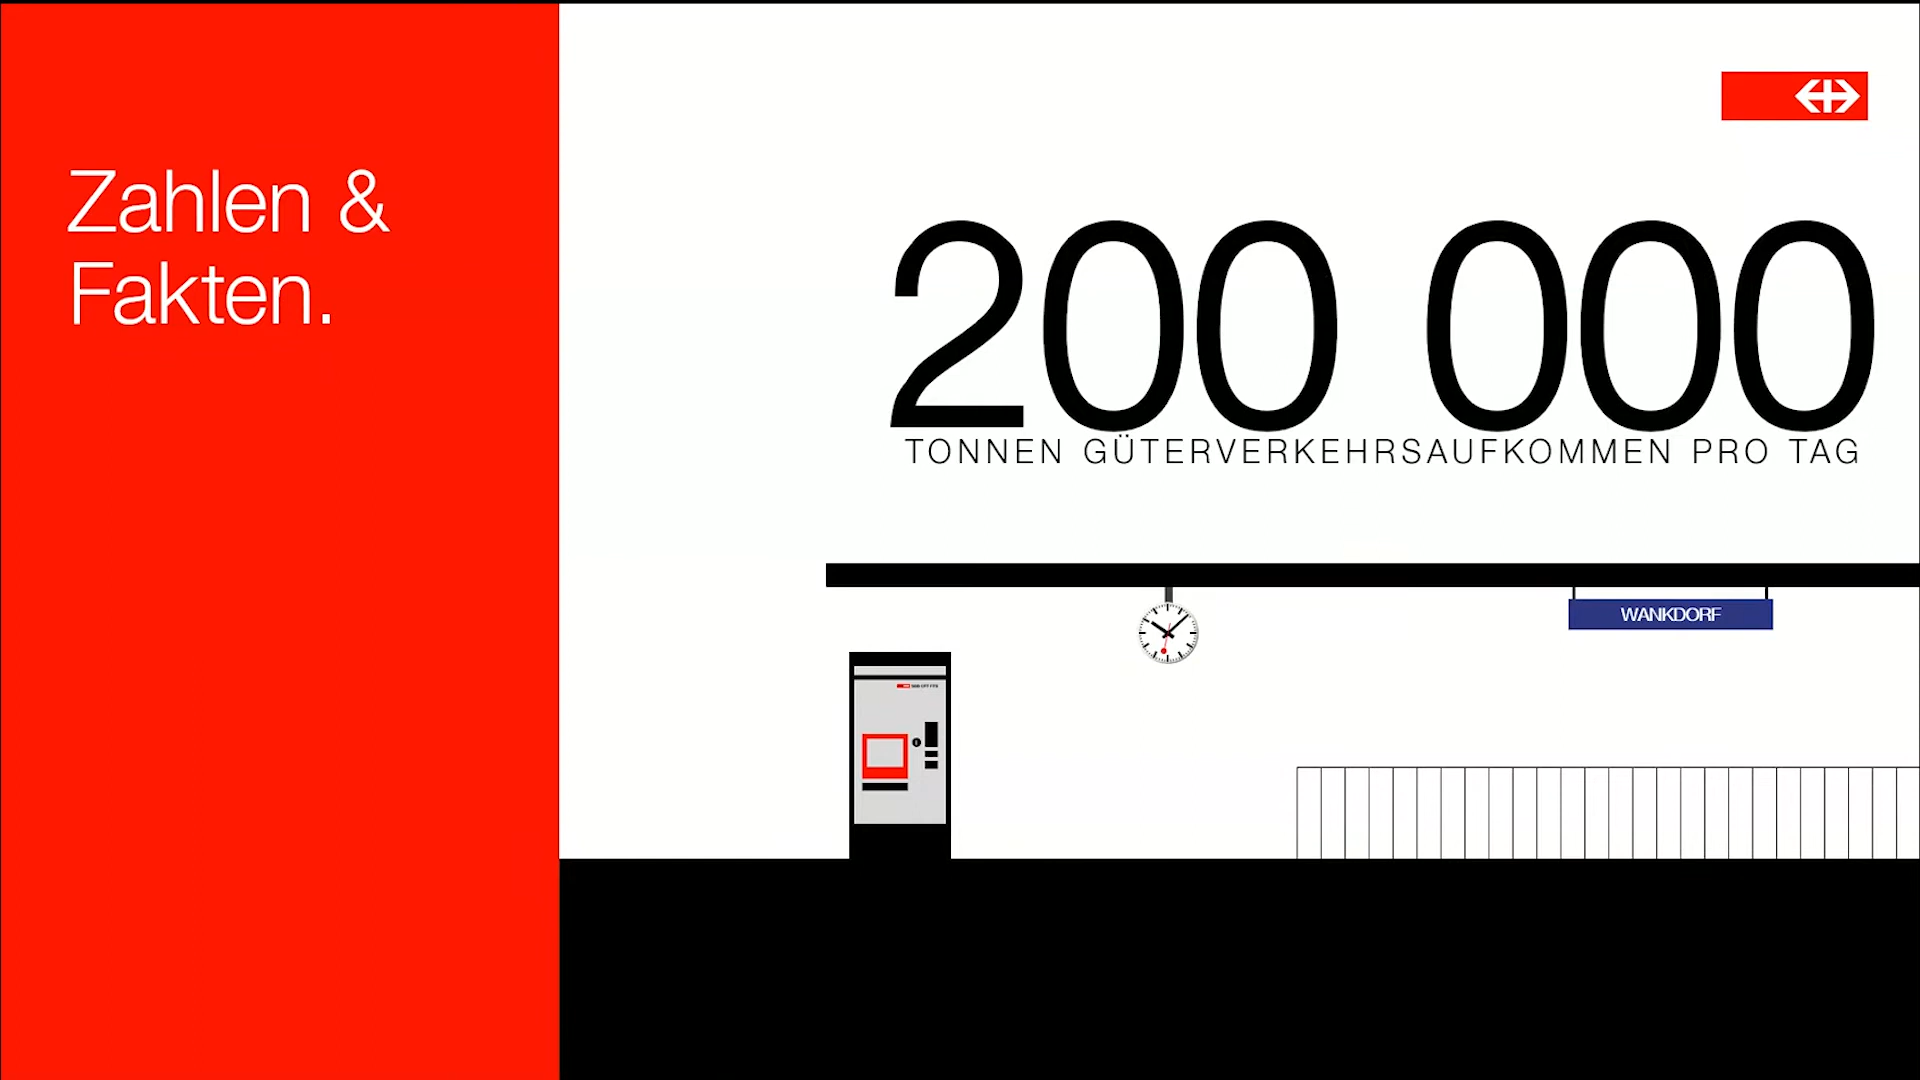 Zahlen &
Fakten.
200 000
TONNEN GÜTERVERKEHRSAUFKOMMEN PRO TAG
WANKDORF